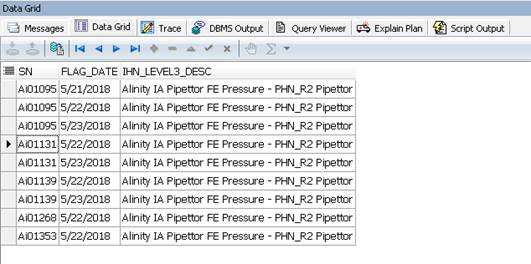 Data Grid
Messages Data Grid Trace DBMS Output Query Viewer Explain Plan Script Output
SN FLAG_DATE IHN_LEVEL3_DESC
Ai01095 5/21/2018 Alinity IA Pipettor FE Pressure - PHN_R2 Pipettor
Ai01095 5/22/2018 Alinity IA Pipettor FE Pressure - PHN_R2 Pipettor
Ai01095 5/23/2018 Alinity IA Pipettor FE Pressure - PHN_R2 Pipettor
Ai01131 5/22/2018 Alinity IA Pipettor FE Pressure - PHN_R2 Pipettor
Ai01131 5/23/2018 Alinity IA Pipettor FE Pressure - PHN_R2 Pipettor
Ai01139 5/22/2018 Alinity IA Pipettor FE Pressure - PHN_R2 Pipettor
Ai01139 5/23/2018 Alinity IA Pipettor FE Pressure - PHN_R2 Pipettor
Ai01268 5/22/2018 Alinity IA Pipettor FE Pressure - PHN_R2 Pipettor
Ai01353 5/22/2018 Alinity IA Pipettor FE Pressure - PHN_R2 Pipettor